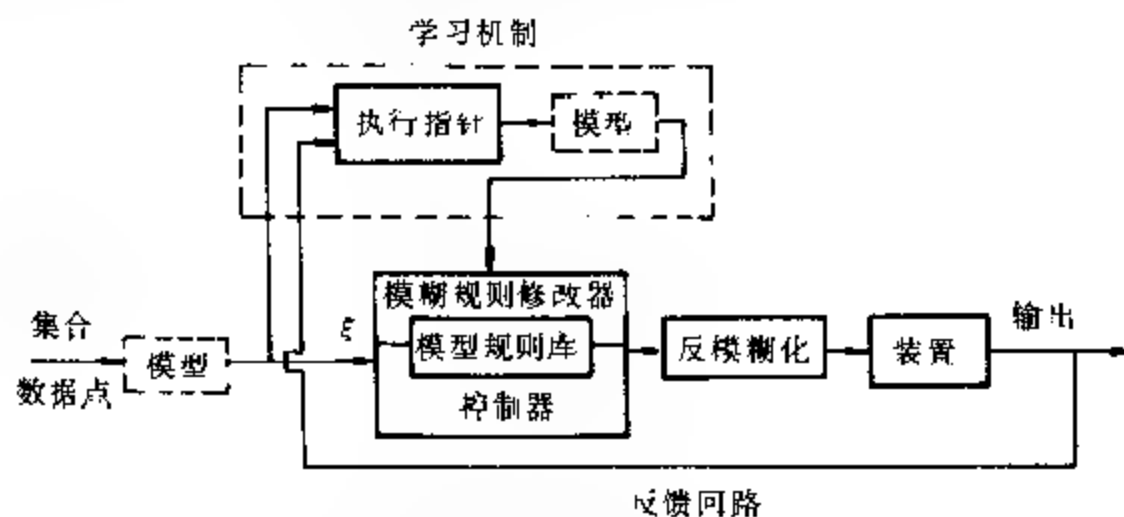 学习机制
执行指针
模型
模糊规则修改器
集合
ξ
输出
模型
模型规则库
反模糊化
装置
数据点
控制器
反馈回路